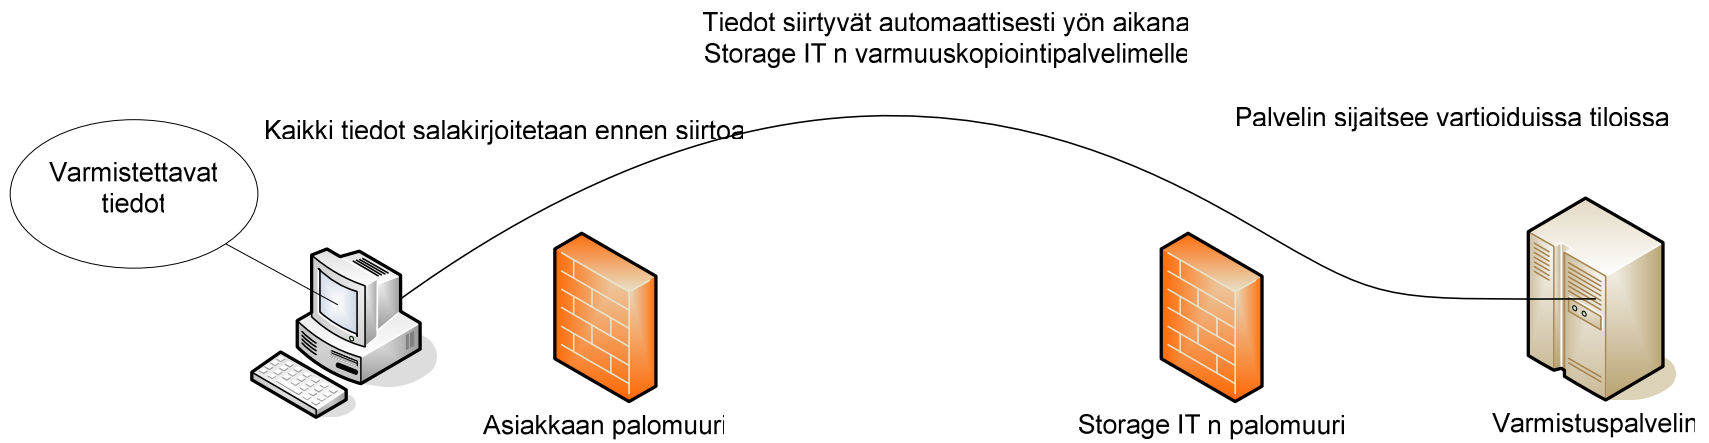 Tiedot siirtyvät automaattisesti yön aikana
Storage IT n varmuuskopiointipalvelimelle
Palvelin sijaitsee vartioiduissa tiloissa
Kaikki tiedot salakirjoitetaan ennen siirtoa
Varmistettavat
tiedot
Asiakkaan palomuuri
Storage IT n palomuuri
Varmistuspalvelin